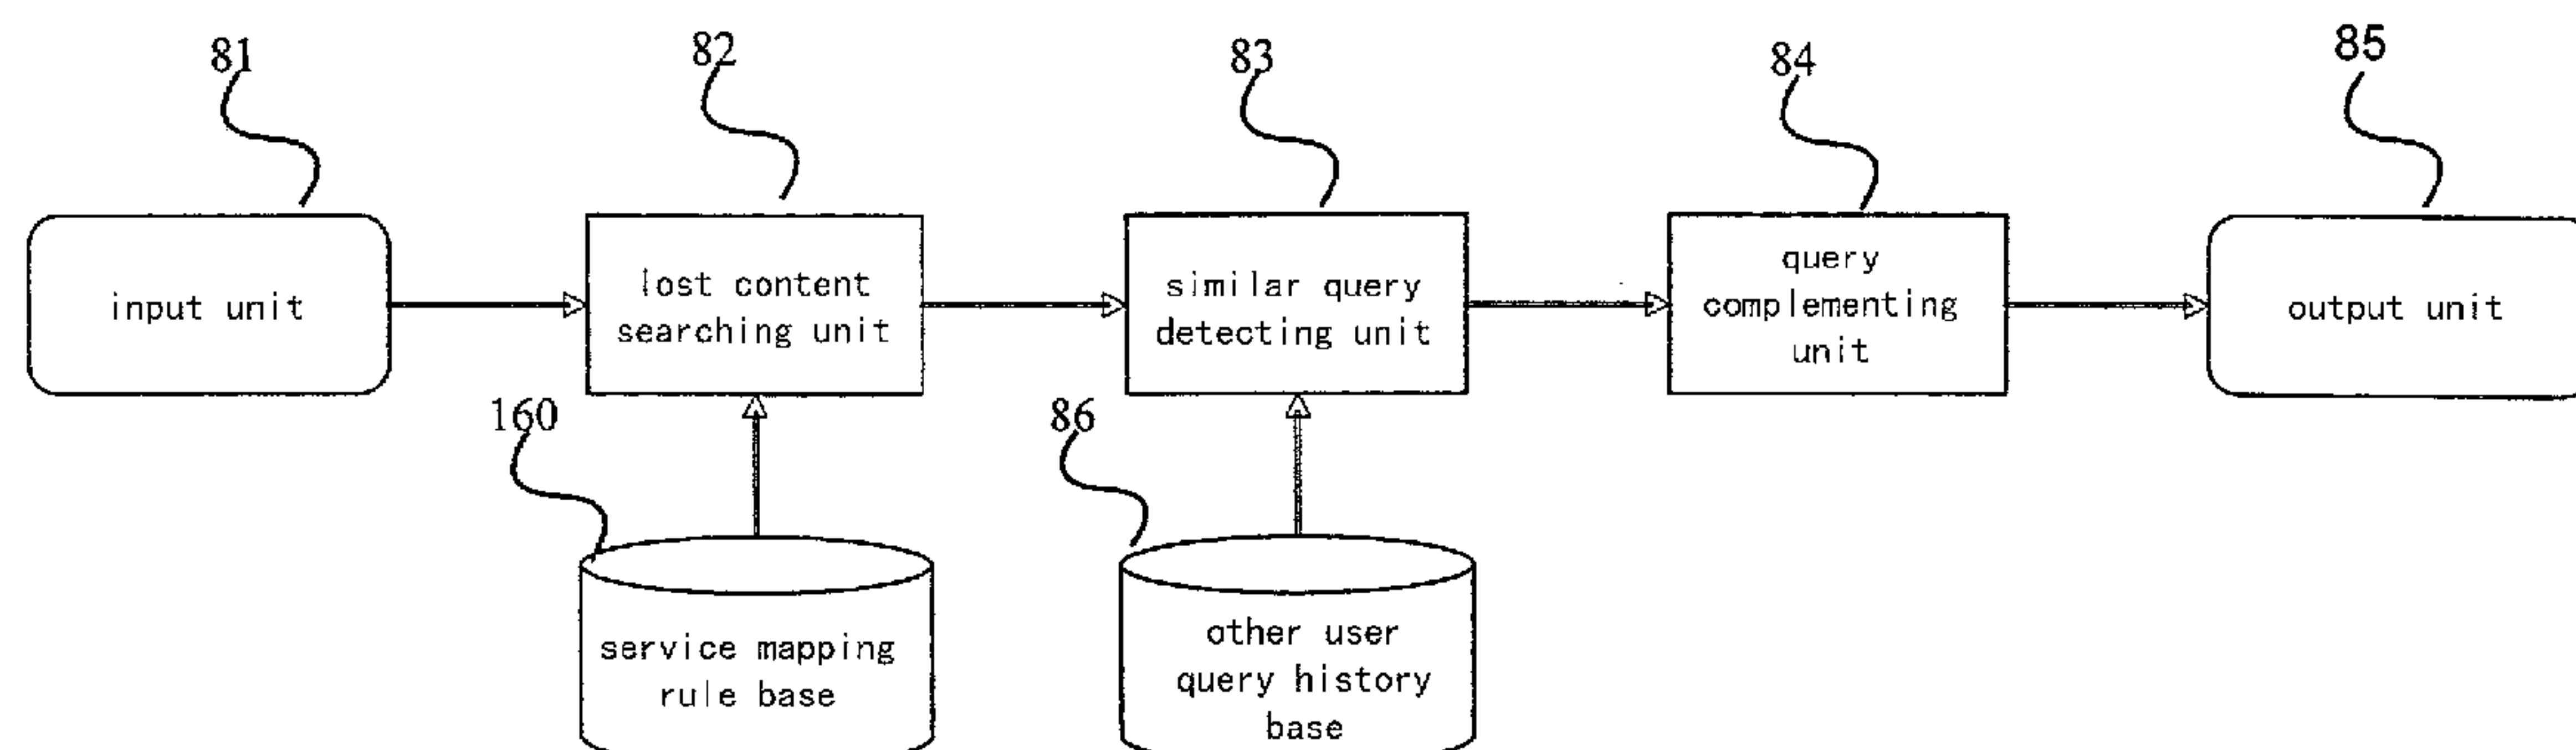 81
82
83
84
85
input unit
lost content
searching unit
similar query
detecting unit
query
complementing
unit
output unit
160
86
service mapping
rule base
other user
query history
base